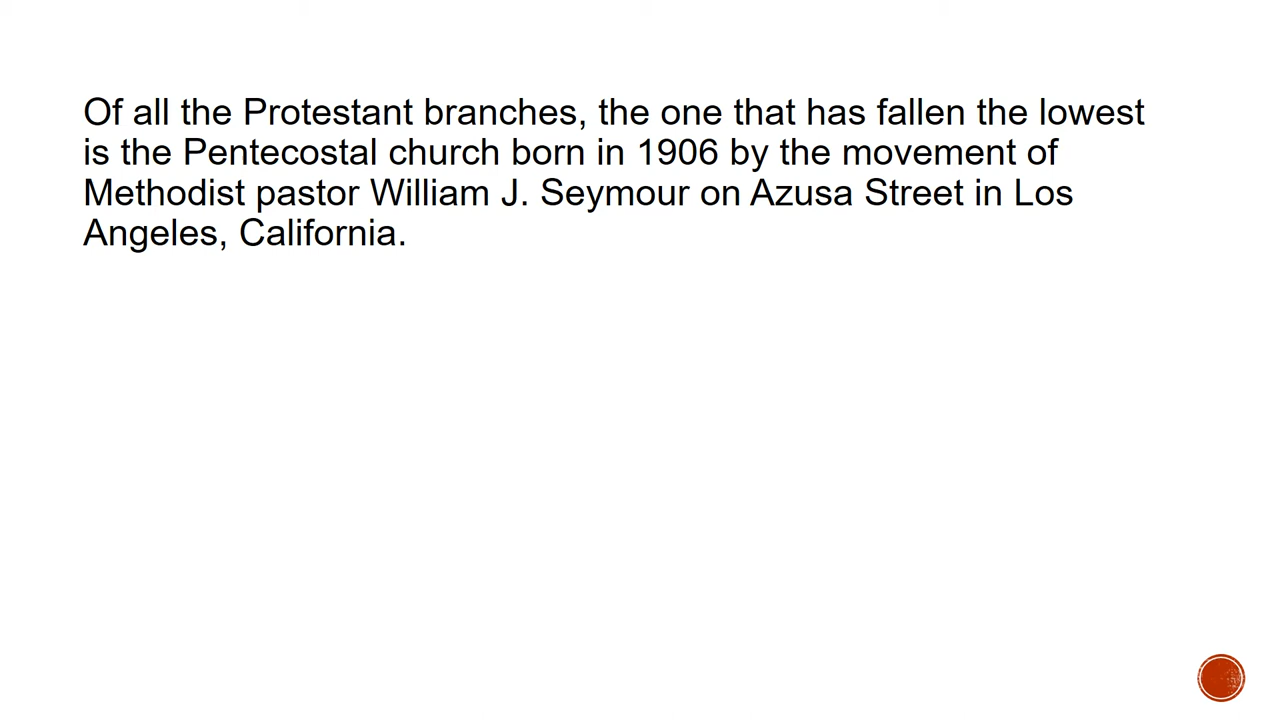 Of all the Protestant branches, the one that has fallen the lowest
is the Pentecostal church born in 1906 by the movement of
Methodist pastor William J. Seymour on Azusa Street in Los
Angeles, California.